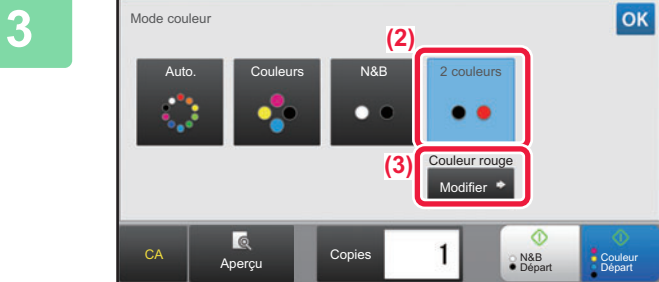 3
Mode couleur
OK
(2)
Auto.
Couleurs
N&B
2 couleurs
(3)
Couleur rouge
Modifier
CA
Aperçu
Copies
1
N&B
Départ
Couleur
Départ